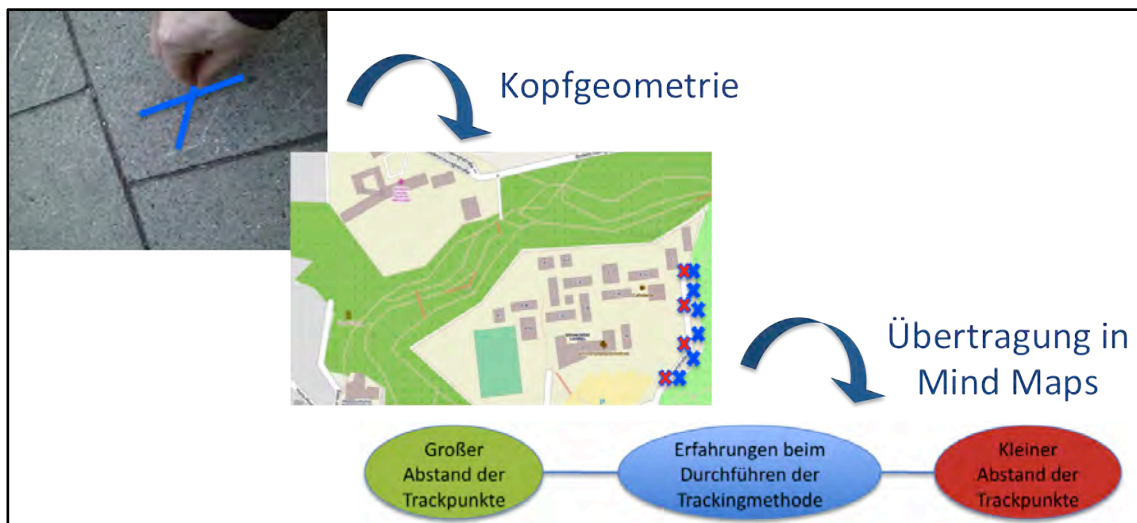 Kopfgeometrie
Übertragung in
Mind Maps
Großer
Abstand der
Trackpunkte
Erfahrungen beim
Durchführen der
Trackingmethode
Kleiner
Abstand der
Trackpunkte